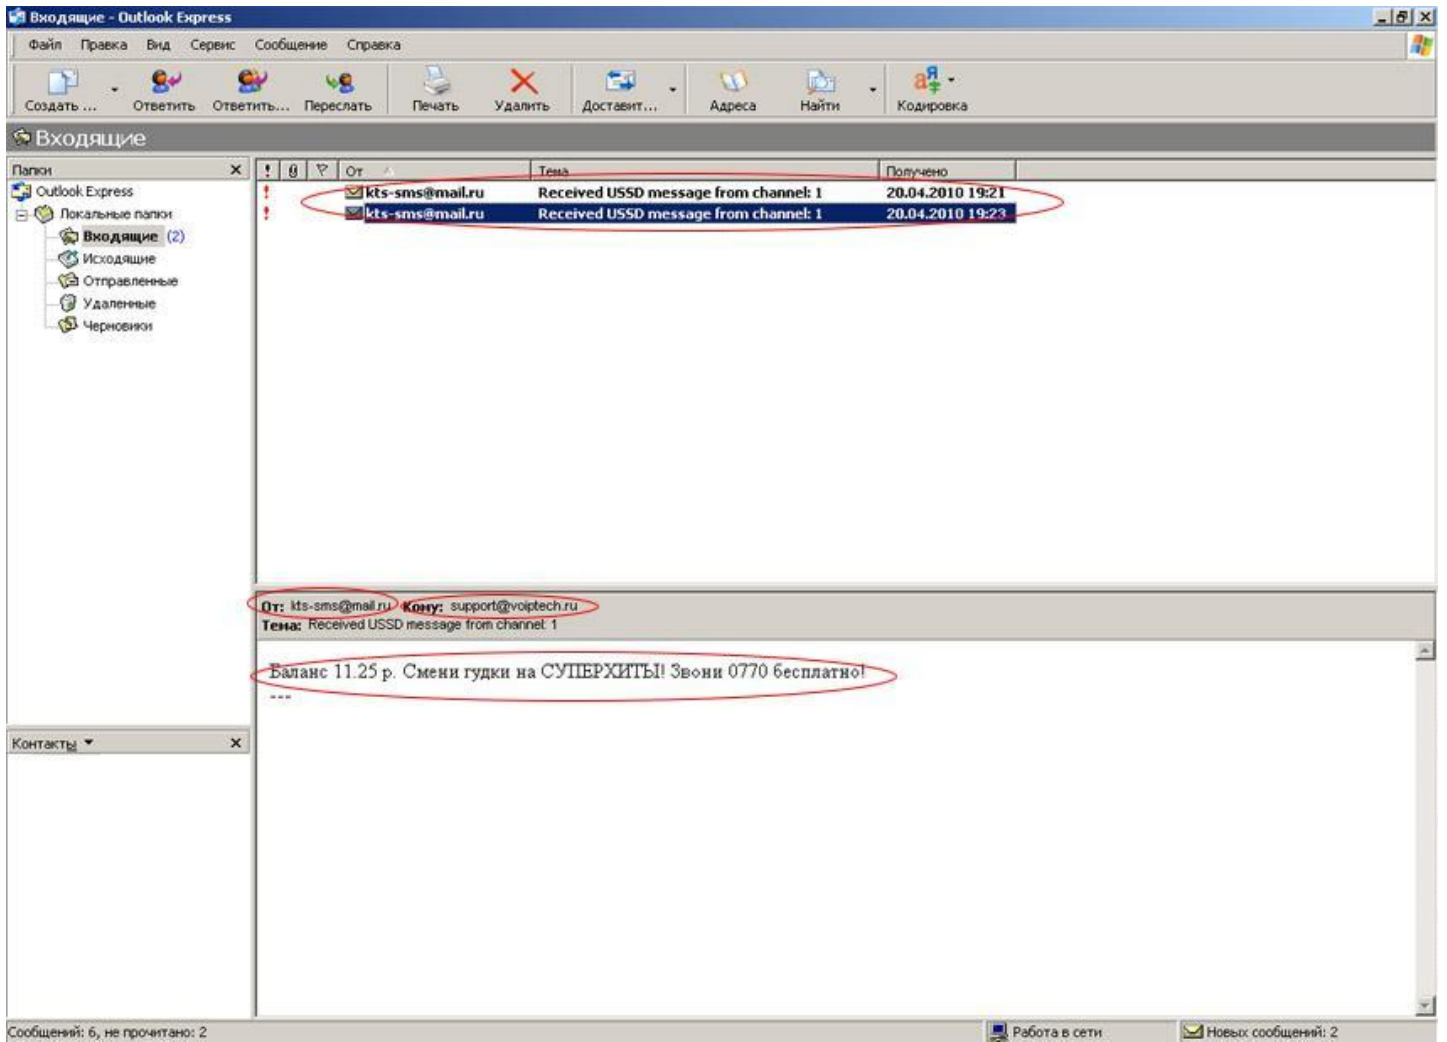 Входящие - Outlook Express
Файл Правка Вид Сервис Сообщение Справка
Создать ... Ответить Ответить... Переслать Печать Удалить Доставит... Адреса Найти Кодировка
Входящие
Папки
Outlook Express
Локальные папки
Входящие (2)
Исходящие
Отправленные
Удаленные
Черновики
От Тема Получено
kts-sms@mail.ru Received USSD message from channel: 1 20.04.2010 19:21
kts-sms@mail.ru Received USSD message from channel: 1 20.04.2010 19:23
От: kts-sms@mail.ru Кому: support@voiptech.ru
Тема: Received USSD message from channel: 1
Баланс 11.25 р. Смени гудки на СУПЕРХИТЫ! Звони 0770 бесплатно!
---
Контакты
Сообщений: 6, не прочитано: 2 Работа в сети Новых сообщений: 2